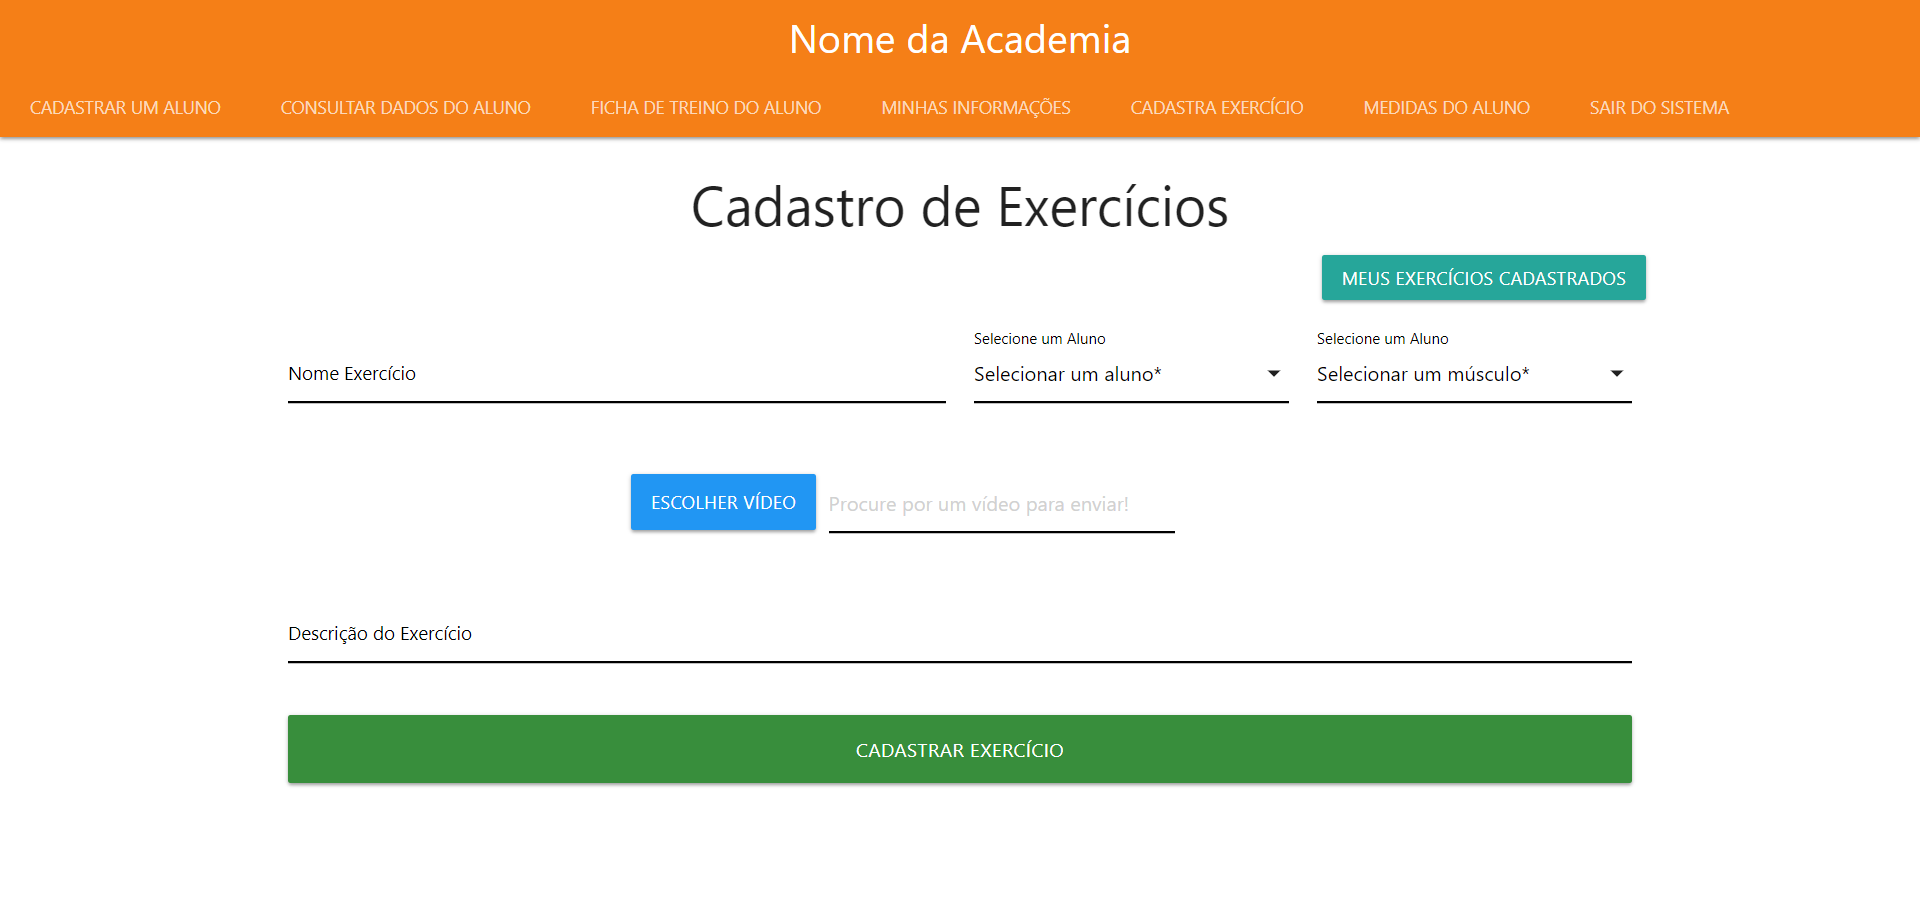 Nome da Academia
CADASTRAR UM ALUNO CONSULTAR DADOS DO ALUNO FICHA DE TREINO DO ALUNO MINHAS INFORMAÇÕES CADASTRA EXERCÍCIO MEDIDAS DO ALUNO SAIR DO SISTEMA
Cadastro de Exercícios
MEUS EXERCÍCIOS CADASTRADOS
Selecione um Aluno Selecione um Aluno
Nome Exercício Selecionar um aluno* Selecionar um músculo*
ESCOLHER VÍDEO Procure por um vídeo para enviar!
Descrição do Exercício
CADASTRAR EXERCÍCIO